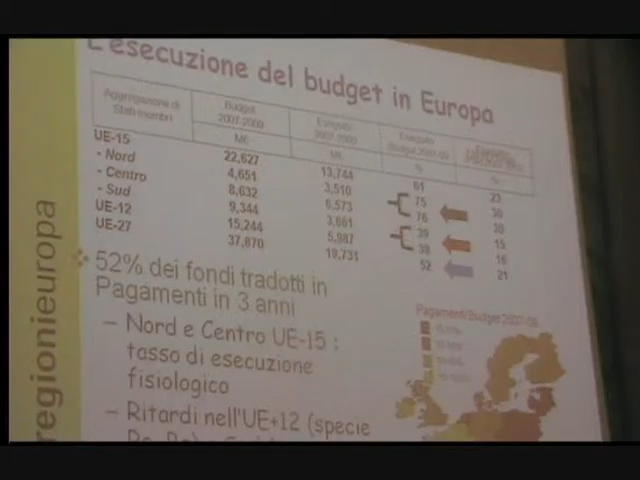 L'esecuzione del budget in Europa
Aggregazione di Budget Eseguito Eseguito
Stati-membri 2007-2009 2007-2009 Budget 2007-09
M€ M€ % %
UE-15 22,627 13,744 61 23
- Nord 4,651 3,510 75 30
- Centro 8,632 6,573 76 30
- Sud 9,344 3,661 39 15
UE-12 15,244 5,987 39 16
UE-27 37,870 19,731 52 21
52% dei fondi tradotti in
Pagamenti in 3 anni
– Nord e Centro UE-15 :
tasso di esecuzione
fisiologico
– Ritardi nell'UE+12 (specie
Pagamenti/Budget 2007-09
regionieuropa